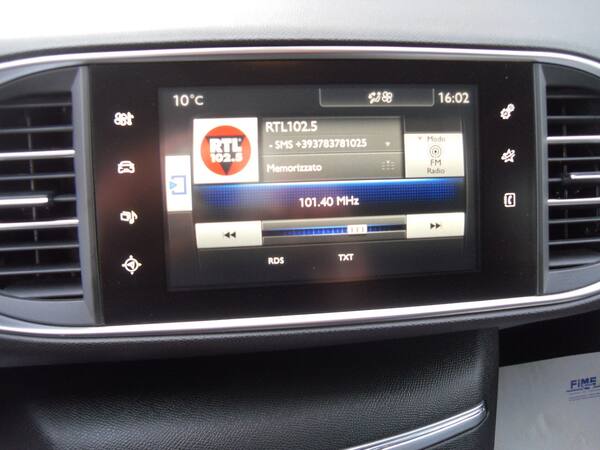 10°C
16:02
RTL102.5
- SMS +393783781025
Memorizzato
Modo
FM
Radio
RTL
102.5
101.40 MHz
RDS
TXT
FiME